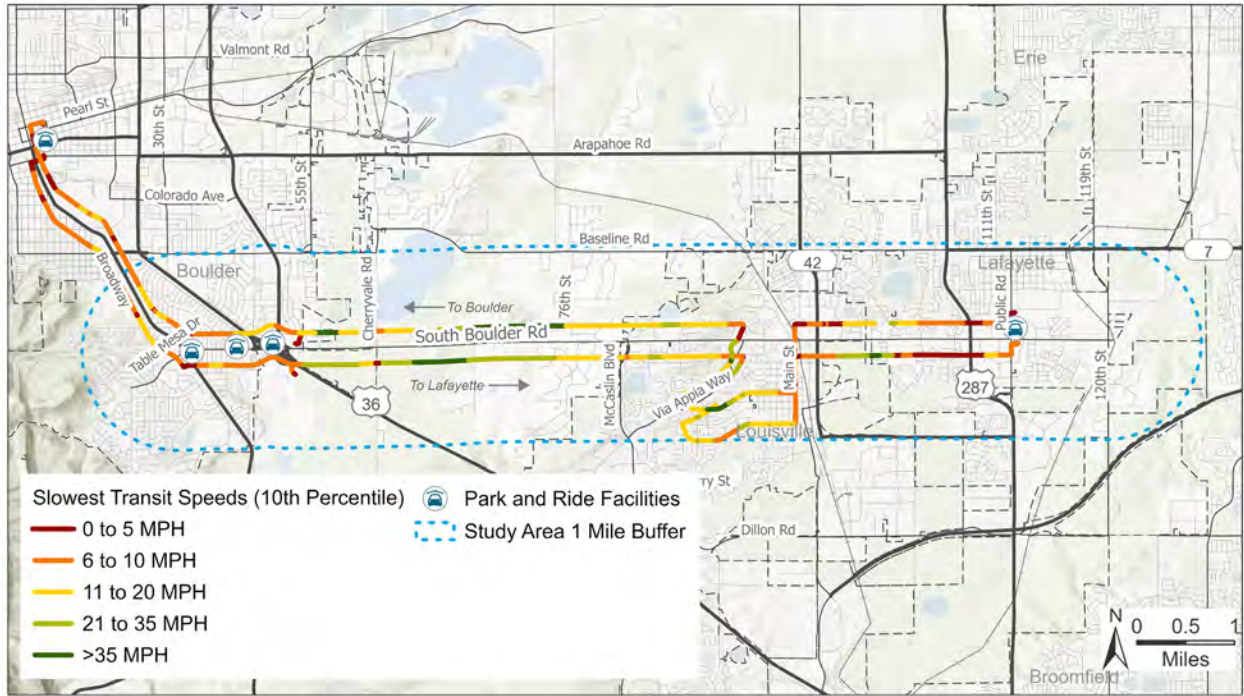 Valmont Rd
Erie
Pearl St
30th St
Arapahoe Rd
55th St
Colorado Ave
111th St
119th St
Baseline Rd
7
Broadway
Boulder
Cherryvale Rd
76th St
42
Lafayette
To Boulder
Public Rd
South Boulder Rd
Table Mesa Dr
120th St
To Lafayette
McCaslin Blvd
Via Appia Way
Main St
287
36
Louisville
rry St
Dillon Rd
Slowest Transit Speeds (10th Percentile)
0 to 5 MPH
6 to 10 MPH
11 to 20 MPH
21 to 35 MPH
>35 MPH
Park and Ride Facilities
Study Area 1 Mile Buffer
N
0 0.5 1
Miles
Broomfield